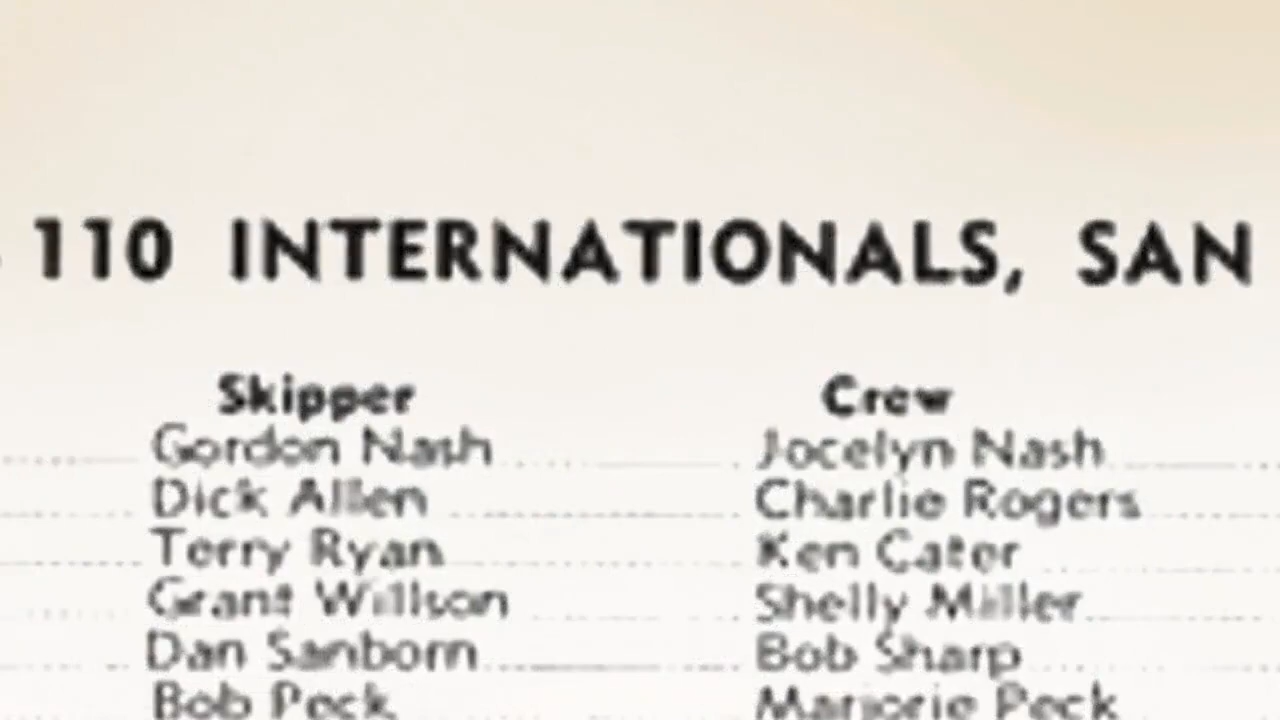 110 INTERNATIONALS, SAN
Skipper Crew
Gordon Nash Jocelyn Nash
Dick Allen Charlie Rogers
Terry Ryan Ken Cater
Grant Willson Shelly Miller
Dan Sanborn Bob Sharp
Bob Peck Marjorie Peck